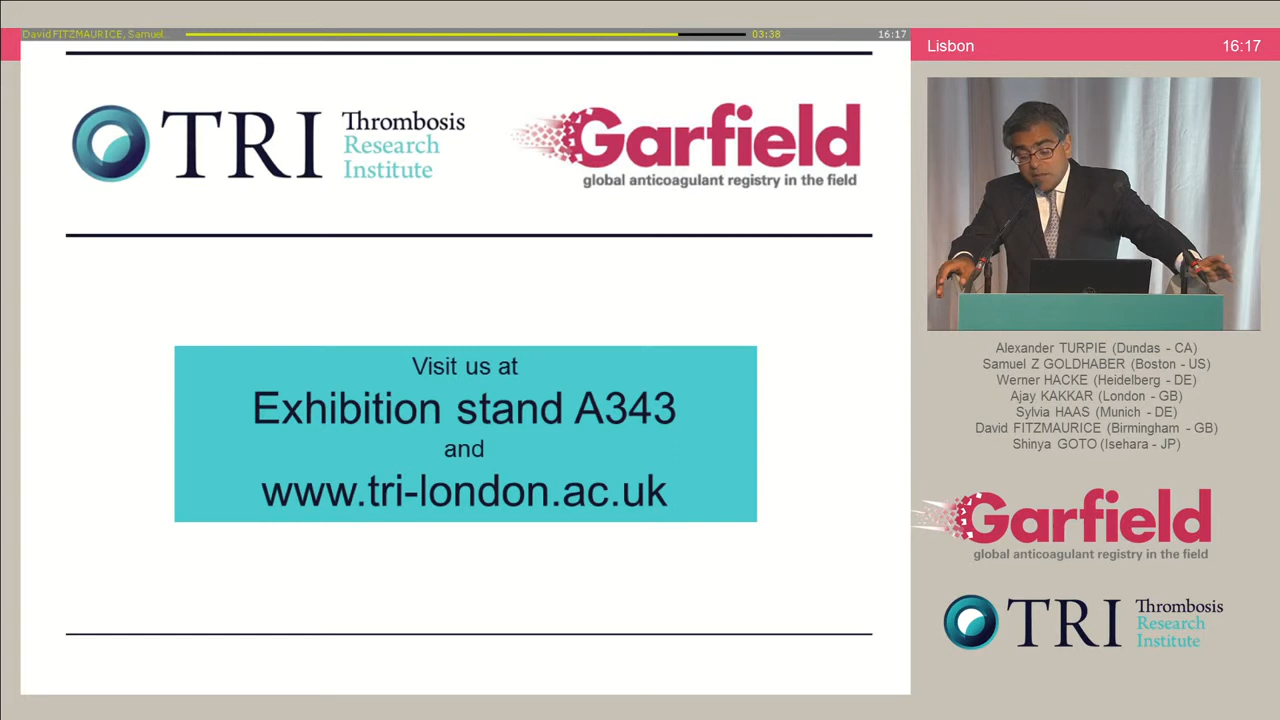 David FITZMAURICE, Samuel...
03:38
16:17
Lisbon
16:17
TRI
Thrombosis
Research
Institute
Garfield
global anticoagulant registry in the field
Visit us at
Exhibition stand A343
and
www.tri-london.ac.uk
Alexander TURPIE (Dundas - CA)
Samuel Z GOLDHABER (Boston - US)
Werner HACKE (Heidelberg - DE)
Ajay KAKKAR (London - GB)
Sylvia HAAS (Munich - DE)
David FITZMAURICE (Birmingham - GB)
Shinya GOTO (Isehara - JP)
Garfield
global anticoagulant registry in the field
TRI
Thrombosis
Research
Institute